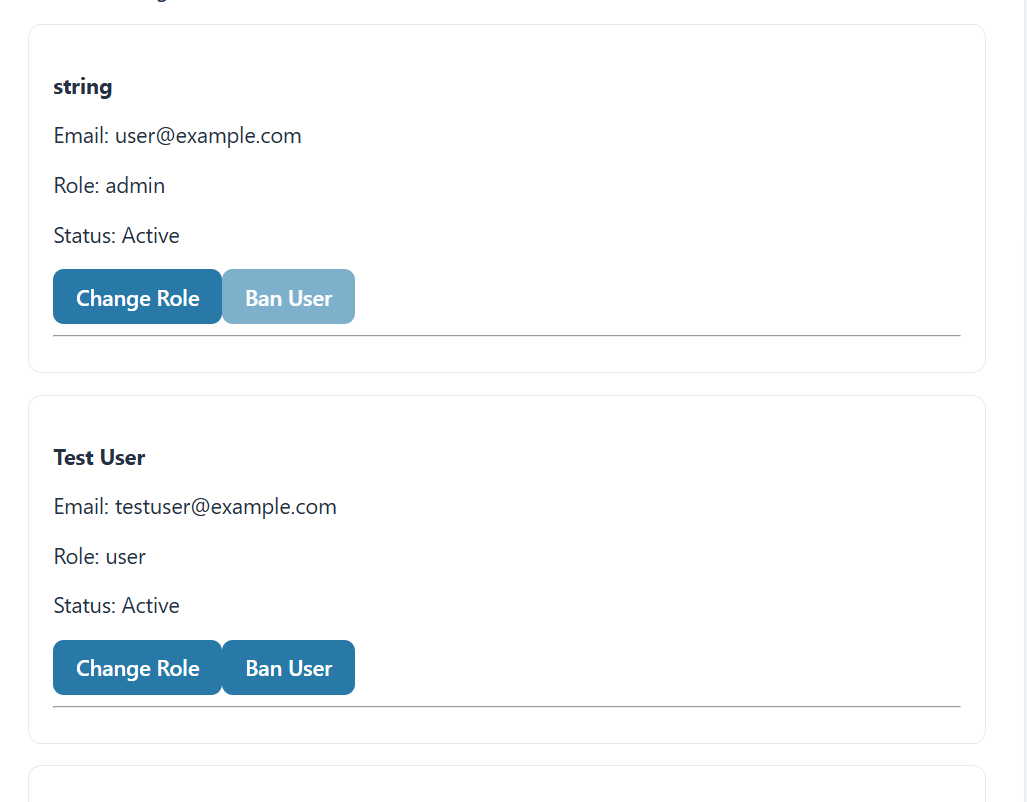 string
Email: user@example.com
Role: admin
Status: Active
Change Role Ban User
Test User
Email: testuser@example.com
Role: user
Status: Active
Change Role Ban User